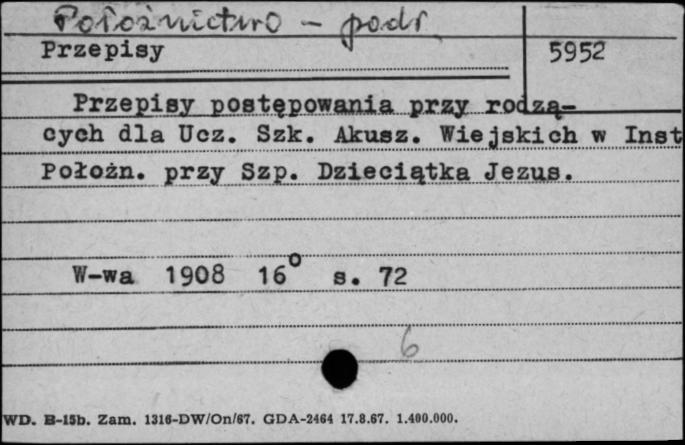 Położnictwo - podr.
Przepisy 5952
Przepisy postępowania przy rodzą-
cych dla Ucz. Szk. Akusz. Wiejskich w Inst
Położn. przy Szp. Dzieciątka Jezus.
W-wa 1908 16° s. 72
6
WD. B-15b. Zam. 1316-DW/On/67. GDA-2464 17.8.67. 1.400.000.